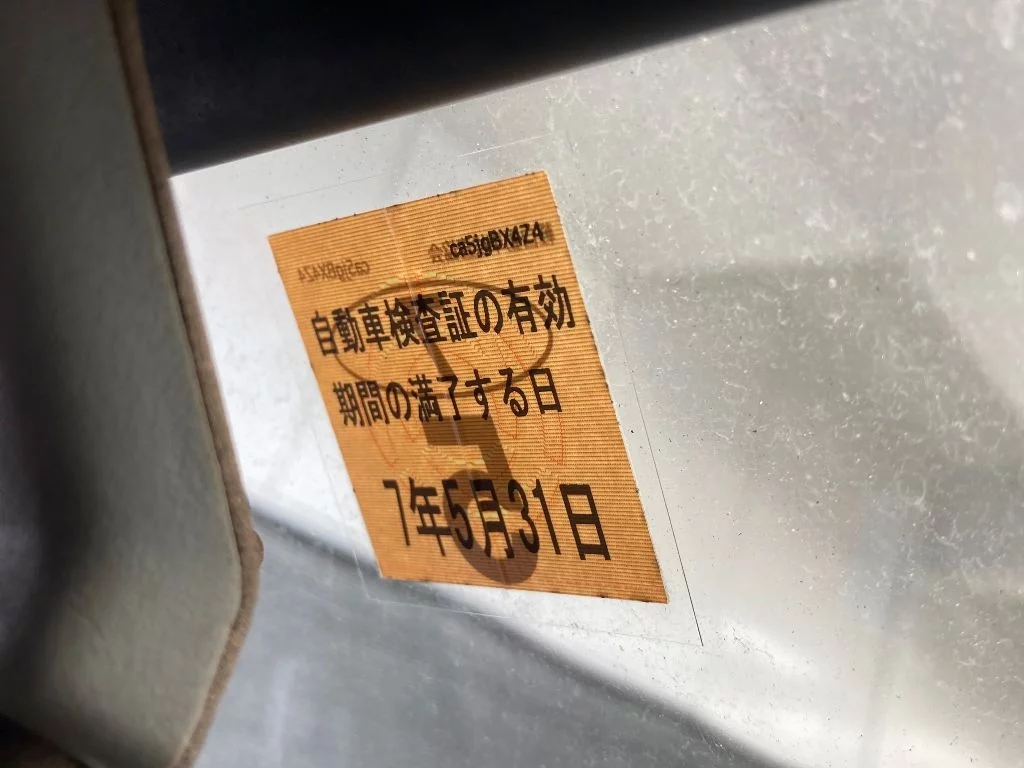 ca5jgBX4Z4
自動車検査証の有効
期間の満了する日
7年5月31日